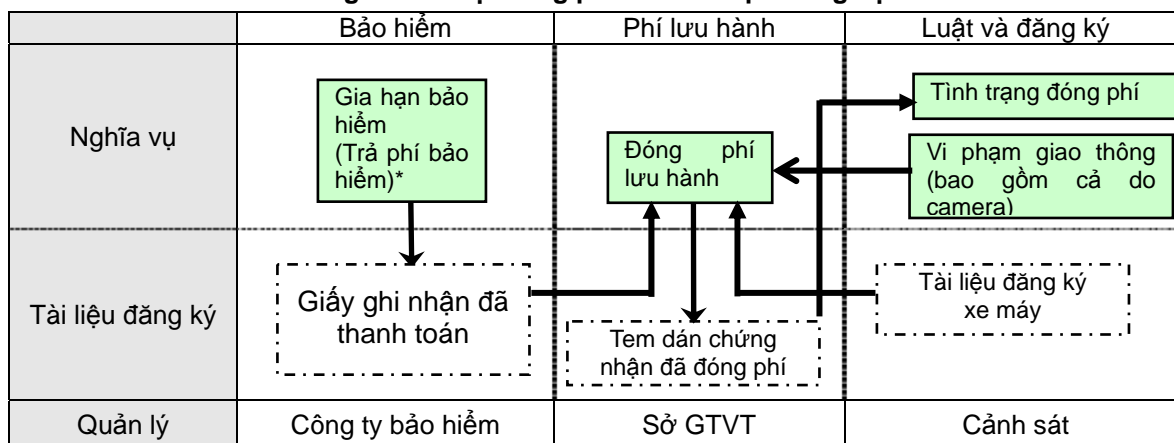 Bảo hiểm Phí lưu hành Luật và đăng ký
Nghĩa vụ
Gia hạn bảo
hiểm
(Trả phí bảo
hiểm)*
Đóng phí
lưu hành
Tình trạng đóng phí
Vi phạm giao thông
(bao gồm cả do
camera)
Tài liệu đăng ký
Giấy ghi nhận đã
thanh toán
Tem dán chứng
nhận đã đóng phí
Tài liệu đăng ký
xe máy
Quản lý Công ty bảo hiểm Sở GTVT Cảnh sát